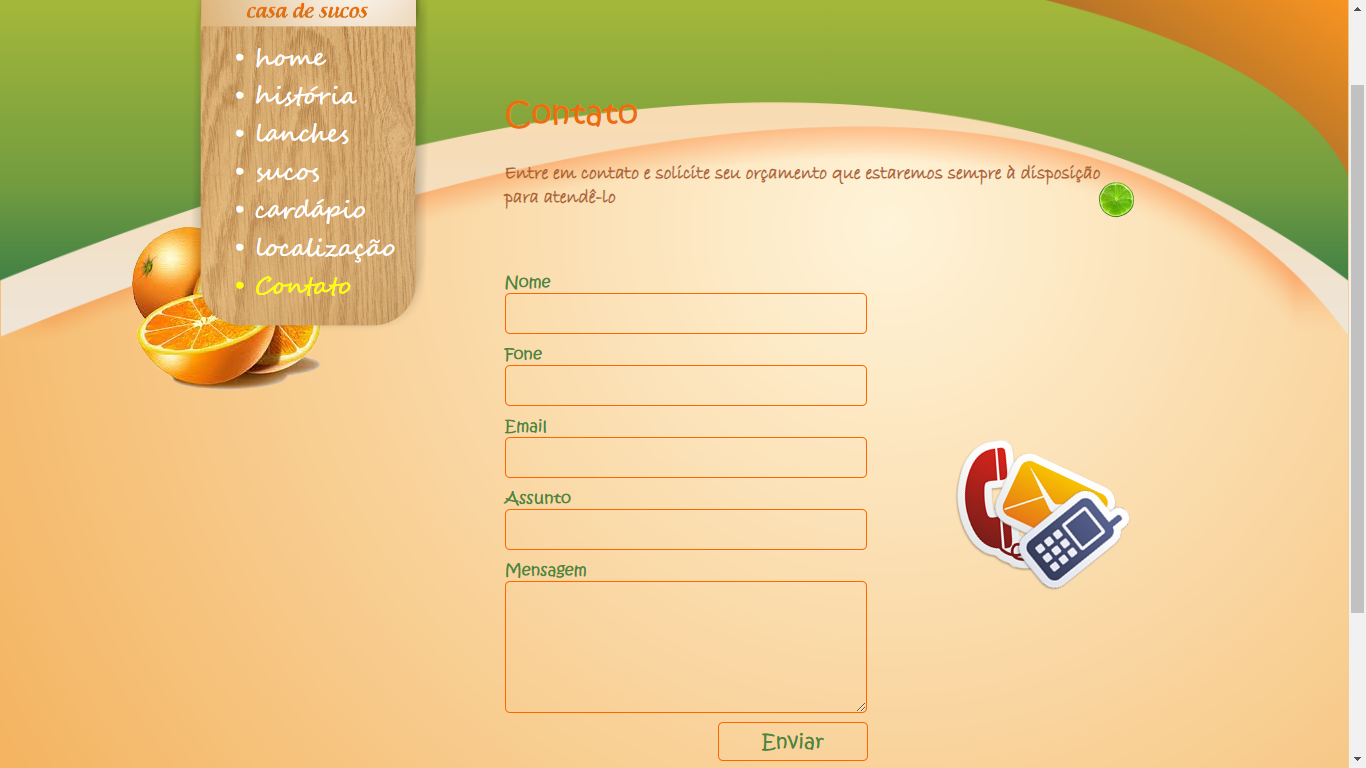 casa de sucos
home
história
lanches
sucos
cardápio
localização
Contato
Contato
Entre em contato e solicite seu orçamento que estaremos sempre à disposição
para atendê-lo
Nome
Fone
Email
Assunto
Mensagem
Enviar